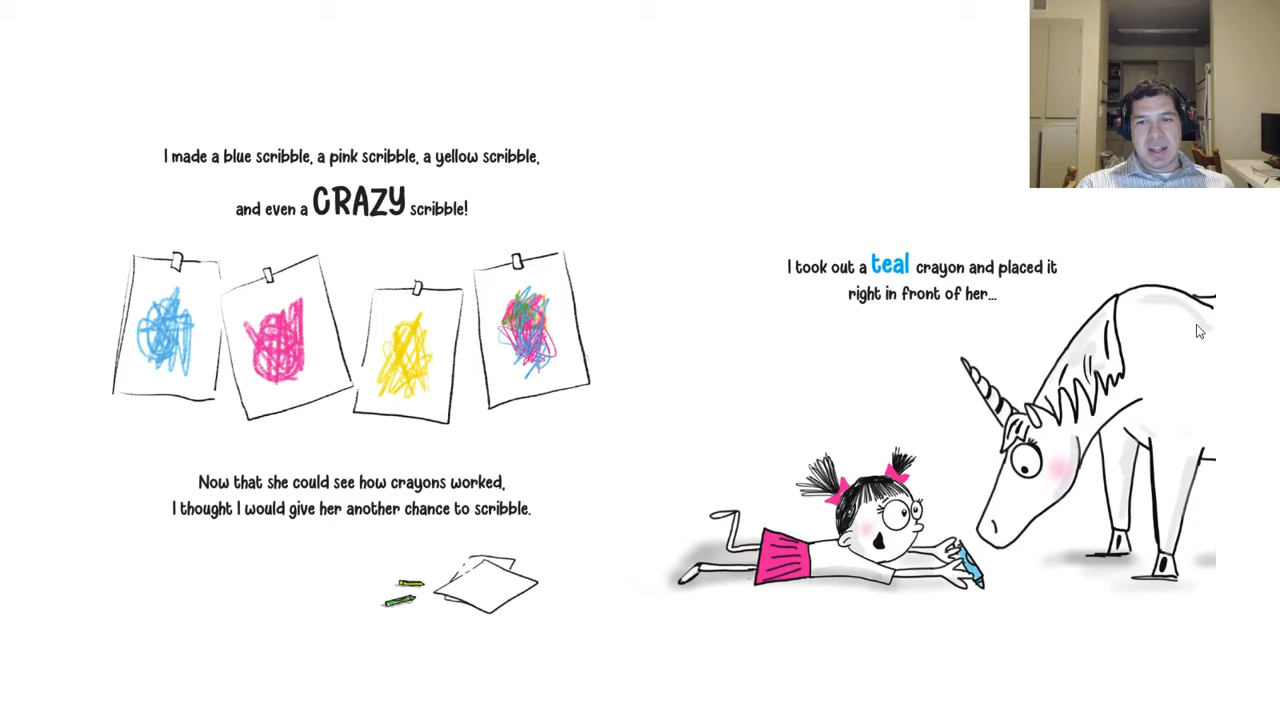 I made a blue scribble, a pink scribble, a yellow scribble,
and even a CRAZY scribble!
Now that she could see how crayons worked,
I thought I would give her another chance to scribble.
I took out a teal crayon and placed it
right in front of her...